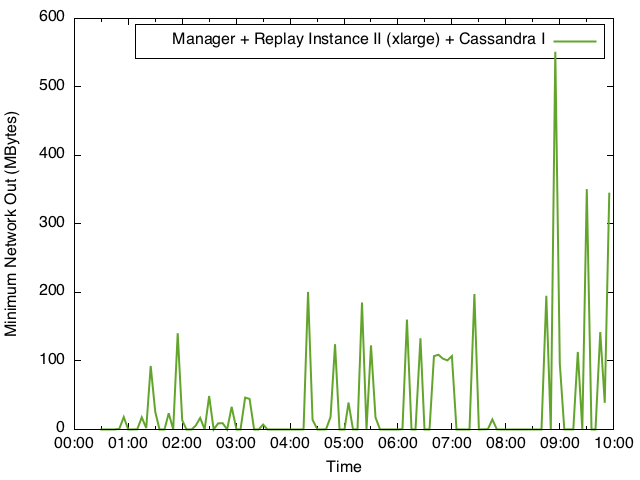 Manager + Replay Instance II (xlarge) + Cassandra I
600
500
400
300
200
100
0
Minimum Network Out (MBytes)
00:00 01:00 02:00 03:00 04:00 05:00 06:00 07:00 08:00 09:00 10:00
Time